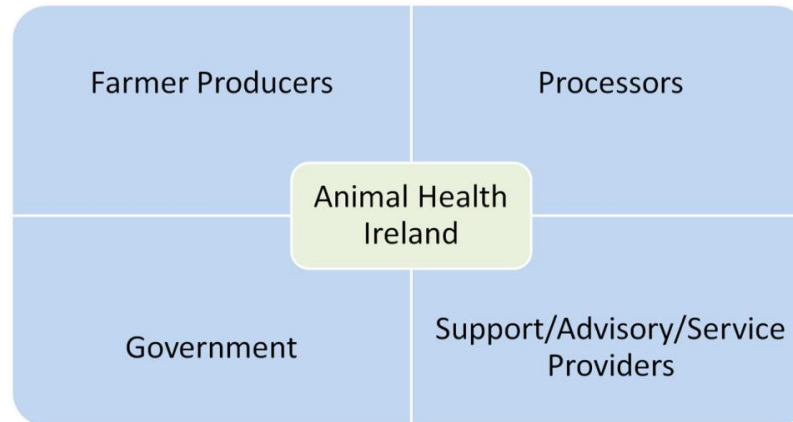 Farmer Producers
Processors
Animal Health
Ireland
Government
Support/Advisory/Service
Providers